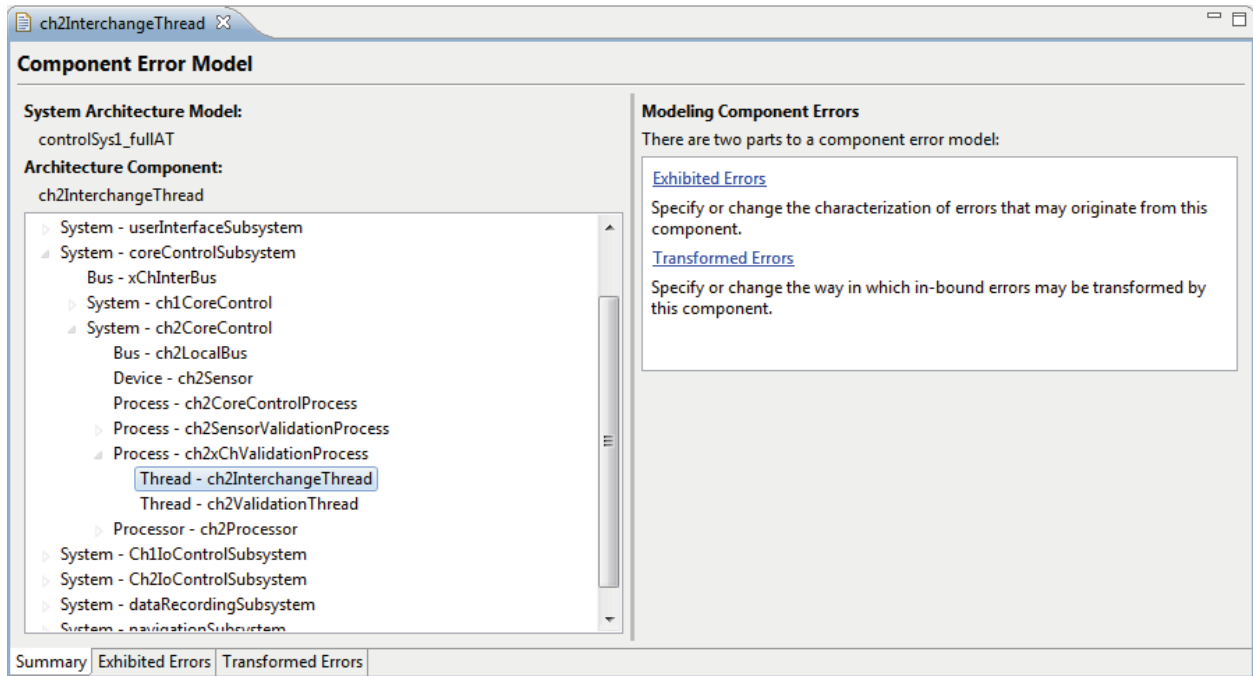 ch2InterchangeThread
Component Error Model
System Architecture Model:
controlSys1_fullAT
Architecture Component:
ch2InterchangeThread
System - userInterfaceSubsystem
System - coreControlSubsystem
Bus - xChInterBus
System - ch1CoreControl
System - ch2CoreControl
Bus - ch2LocalBus
Device - ch2Sensor
Process - ch2CoreControlProcess
Process - ch2SensorValidationProcess
Process - ch2xChValidationProcess
Thread - ch2InterchangeThread
Thread - ch2ValidationThread
Processor - ch2Processor
System - Ch1IoControlSubsystem
System - Ch2IoControlSubsystem
System - dataRecordingSubsystem
System - navigationSubsystem
Modeling Component Errors
There are two parts to a component error model:
Exhibited Errors
Specify or change the characterization of errors that may originate from this
component.
Transformed Errors
Specify or change the way in which in-bound errors may be transformed by
this component.
Summary Exhibited Errors Transformed Errors